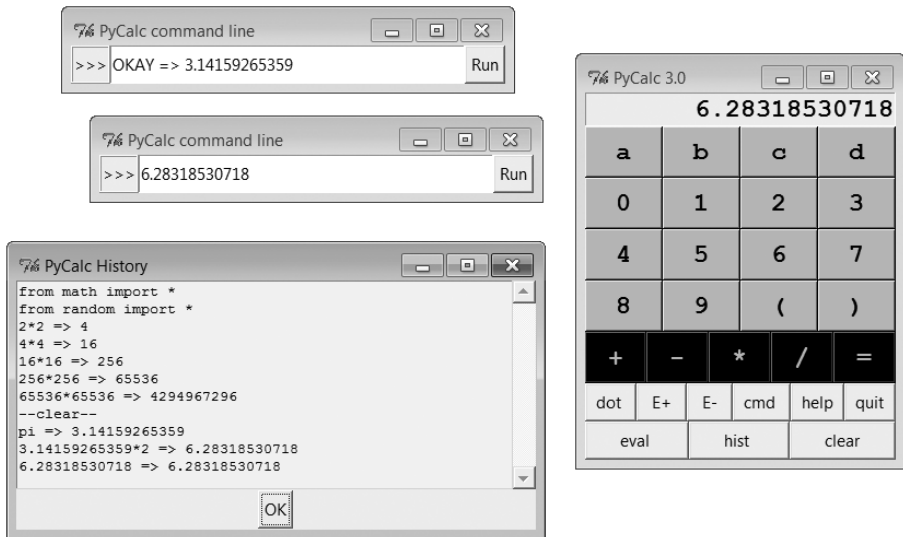 PyCalc command line
>>> OKAY => 3.14159265359 Run
PyCalc command line
>>> 6.28318530718 Run
PyCalc History
from math import *
from random import *
2*2 => 4
4*4 => 16
16*16 => 256
256*256 => 65536
65536*65536 => 4294967296
--clear--
pi => 3.14159265359
3.14159265359*2 => 6.28318530718
6.28318530718 => 6.28318530718
OK
PyCalc 3.0
6.28318530718
a b c d
0 1 2 3
4 5 6 7
8 9 ( )
+ - * / =
dot E+ E- cmd help quit
eval hist clear